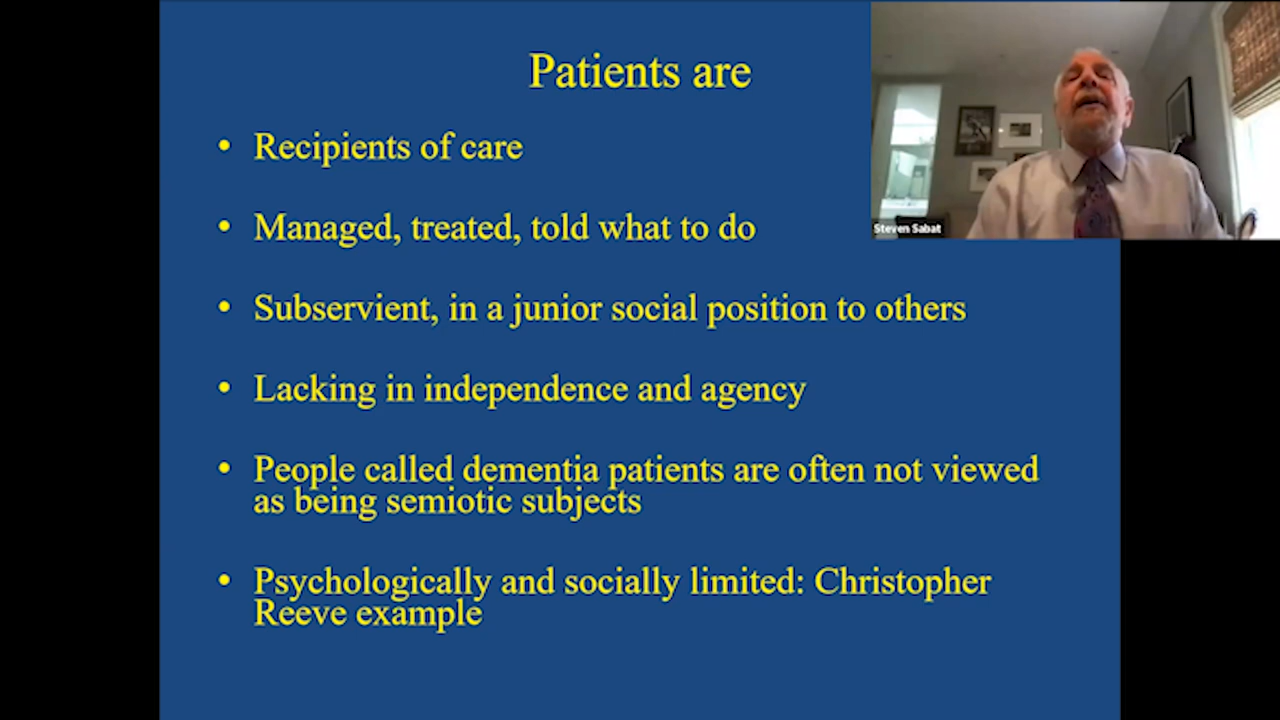 Patients are
• Recipients of care
• Managed, treated, told what to do
• Subservient, in a junior social position to others
• Lacking in independence and agency
• People called dementia patients are often not viewed
as being semiotic subjects
• Psychologically and socially limited: Christopher
Reeve example
Steven Sabat